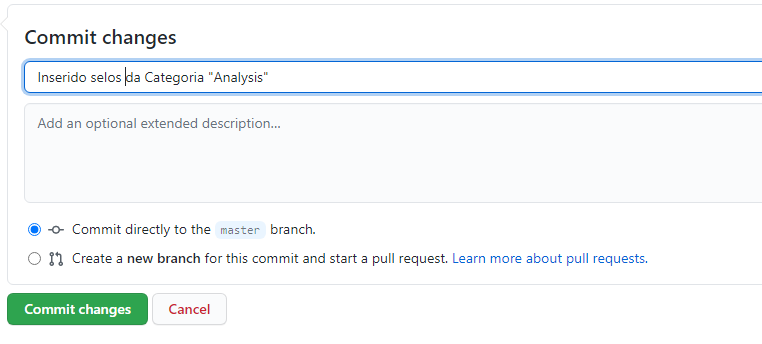 Commit changes
Inserido selos da Categoria "Analysis"
Add an optional extended description...
Commit directly to the master branch.
Create a new branch for this commit and start a pull request. Learn more about pull requests.
Commit changes Cancel